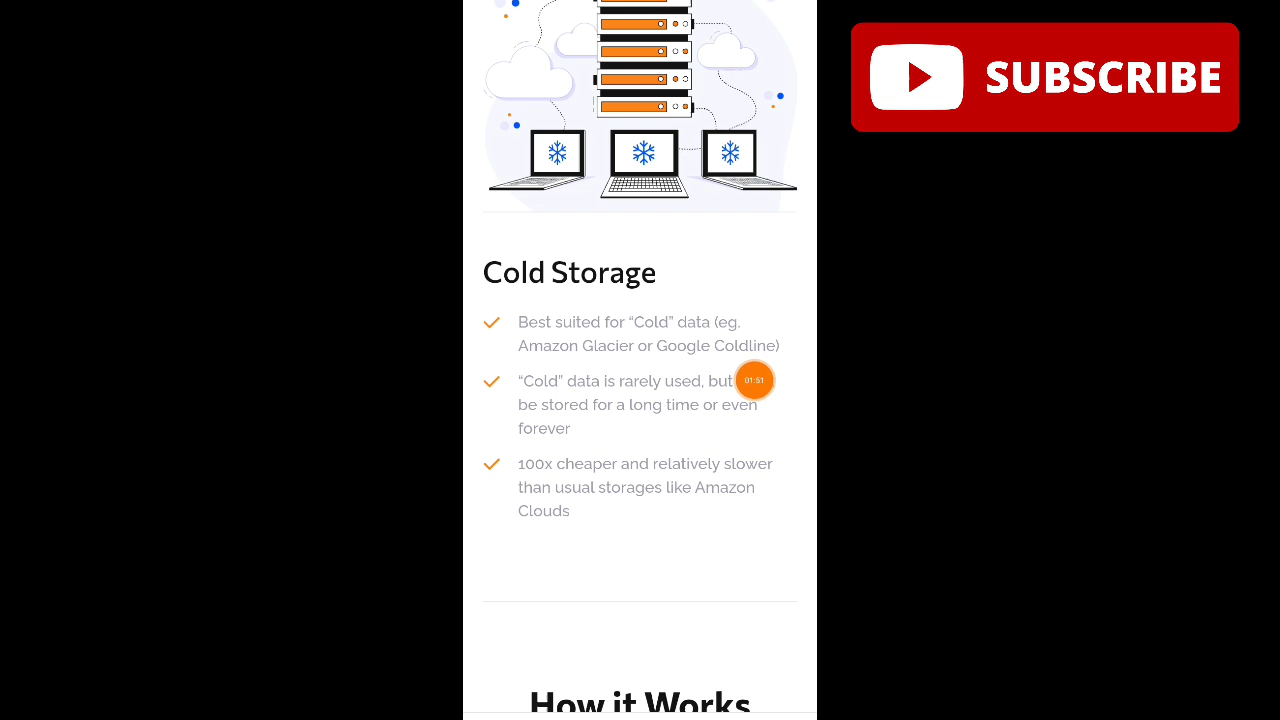 SUBSCRIBE
Cold Storage
Best suited for “Cold” data (eg.
Amazon Glacier or Google Coldline)
“Cold” data is rarely used, but
01:51
be stored for a long time or even
forever
100x cheaper and relatively slower
than usual storages like Amazon
Clouds
How it Works